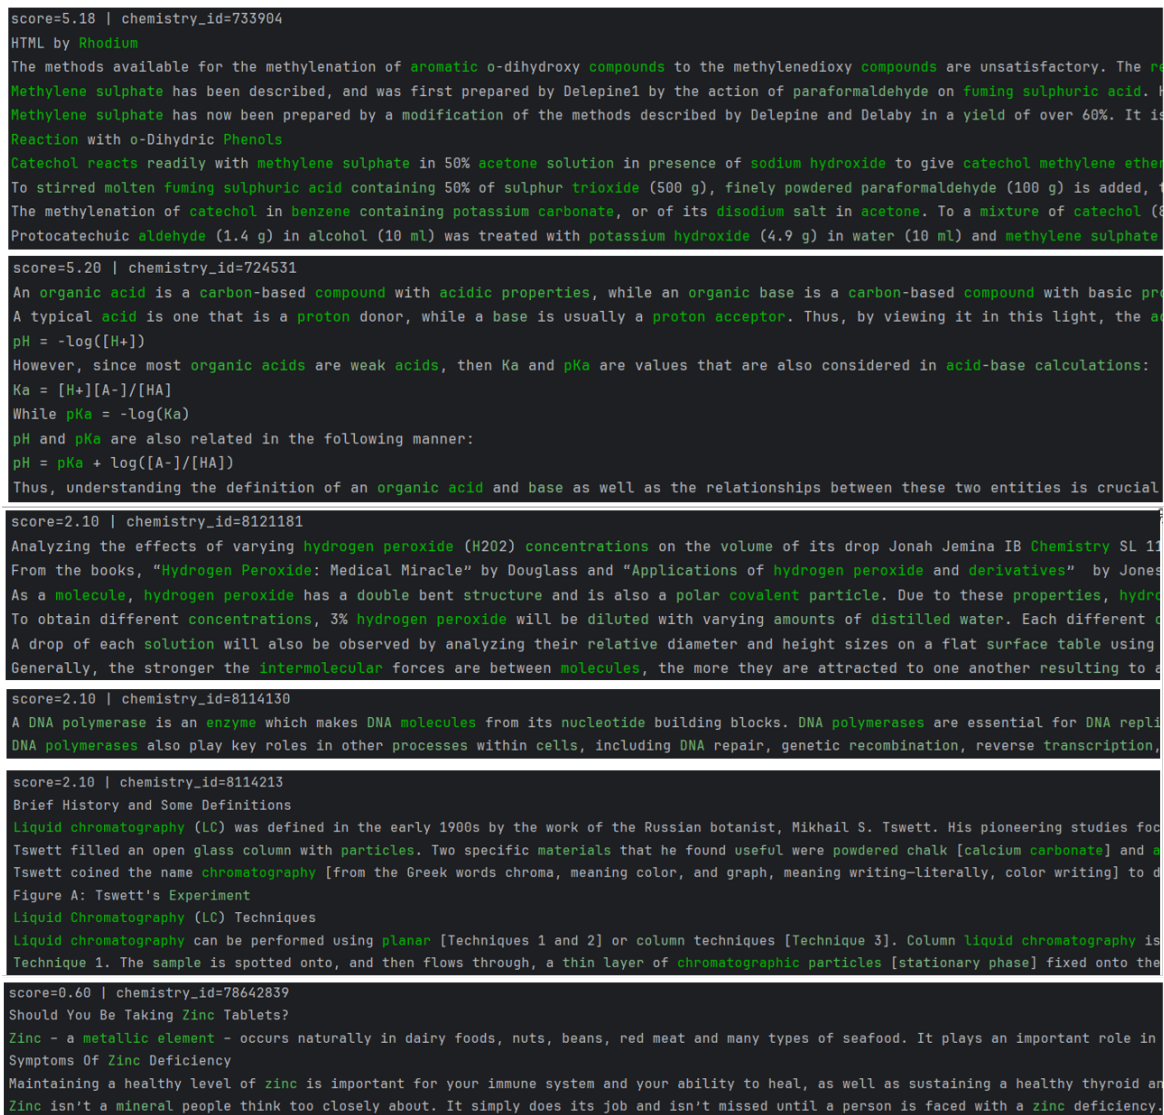 score=5.18 | chemistry_id=733904
HTML by Rhodium
The methods available for the methylenation of aromatic o-dihydroxy compounds to the methylenedioxy compounds are unsatisfactory. The
Methylene sulphate has been described, and was first prepared by Delepine1 by the action of paraformaldehyde on fuming sulphuric acid.
Methylene sulphate has now been prepared by a modification of the methods described by Delepine and Delaby in a yield of over 60%. It is
Reaction with o-Dihydric Phenols
Catechol reacts readily with methylene sulphate in 50% acetone solution in presence of sodium hydroxide to give catechol methylene ether
To stirred molten fuming sulphuric acid containing 50% of sulphur trioxide (500 g), finely powdered paraformaldehyde (100 g) is added,
The methylenation of catechol in benzene containing potassium carbonate, or of its disodium salt in acetone. To a mixture of catechol
Protocatechuic aldehyde (1.4 g) in alcohol (10 ml) was treated with potassium hydroxide (4.9 g) in water (10 ml) and methylene sulphate
score=5.20 | chemistry_id=724531
An organic acid is a carbon-based compound with acidic properties, while an organic base is a carbon-based compound with basic
A typical acid is one that is a proton donor, while a base is usually a proton acceptor. Thus, by viewing it in this light, the
pH = -log([H+])
However, since most organic acids are weak acids, then Ka and pKa are values that are also considered in acid-base calculations:
Ka = [H+][A-]/[HA]
While pKa = -log(Ka)
pH and pKa are also related in the following manner:
pH = pKa + log([A-]/[HA])
Thus, understanding the definition of an organic acid and base as well as the relationships between these two entities is crucial
score=2.10 | chemistry_id=8121181
Analyzing the effects of varying hydrogen peroxide (H2O2) concentrations on the volume of its drop Jonah Jemina IB Chemistry SL 11
From the books, “Hydrogen Peroxide: Medical Miracle” by Douglass and “Applications of hydrogen peroxide and derivatives” by Jones
As a molecule, hydrogen peroxide has a double bent structure and is also a polar covalent particle. Due to these properties,
To obtain different concentrations, 3% hydrogen peroxide will be diluted with varying amounts of distilled water. Each different
A drop of each solution will also be observed by analyzing their relative diameter and height sizes on a flat surface table using
Generally, the stronger the intermolecular forces are between molecules, the more they are attracted to one another resulting to
score=2.10 | chemistry_id=8114130
A DNA polymerase is an enzyme which makes DNA molecules from its nucleotide building blocks. DNA polymerases are essential for DNA
DNA polymerases also play key roles in other processes within cells, including DNA repair, genetic recombination, reverse transcription,
score=2.10 | chemistry_id=8114213
Brief History and Some Definitions
Liquid chromatography (LC) was defined in the early 1900s by the work of the Russian botanist, Mikhail S. Tswett. His pioneering studies
Tswett filled an open glass column with particles. Two specific materials that he found useful were powdered chalk [calcium carbonate] and
Tswett coined the name chromatography [from the Greek words chroma, meaning color, and graph, meaning writing—literally, color writing] to
Figure A: Tswett's Experiment
Liquid Chromatography (LC) Techniques
Liquid chromatography can be performed using planar [Techniques 1 and 2] or column techniques [Technique 3]. Column liquid chromatography is
Technique 1. The sample is spotted onto, and then flows through, a thin layer of chromatographic particles [stationary phase] fixed onto the
score=0.60 | chemistry_id=78642839
Should You Be Taking Zinc Tablets?
Zinc – a metallic element – occurs naturally in dairy foods, nuts, beans, red meat and many types of seafood. It plays an important role in
Symptoms Of Zinc Deficiency
Maintaining a healthy level of zinc is important for your immune system and your ability to heal, as well as sustaining a healthy thyroid
Zinc isn’t a mineral people think too closely about. It simply does its job and isn’t missed until a person is faced with a zinc deficiency.